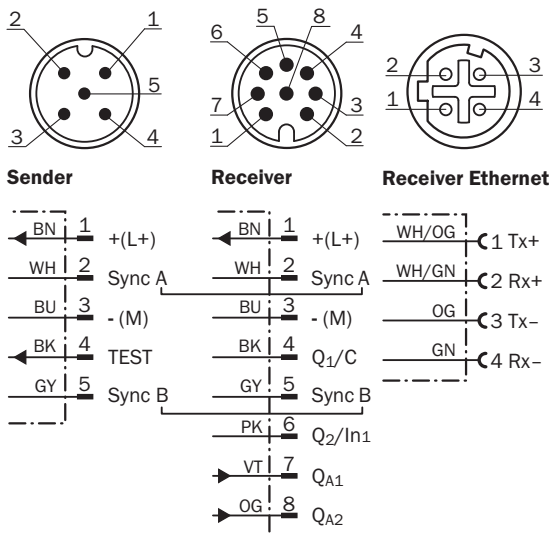 2 1
5
3 4
5 8
6 4
7 3
1 2
2 3
1 4
Sender
BN 1 +(L+)
WH 2 Sync A
BU 3 - (M)
BK 4 TEST
GY 5 Sync B
Receiver
BN 1 +(L+)
WH 2 Sync A
BU 3 - (M)
BK 4 Q1/C
GY 5 Sync B
PK 6 Q2/In1
VT 7 QA1
OG 8 QA2
Receiver Ethernet
WH/OG 1 Tx+
WH/GN 2 Rx+
OG 3 Tx–
GN 4 Rx–